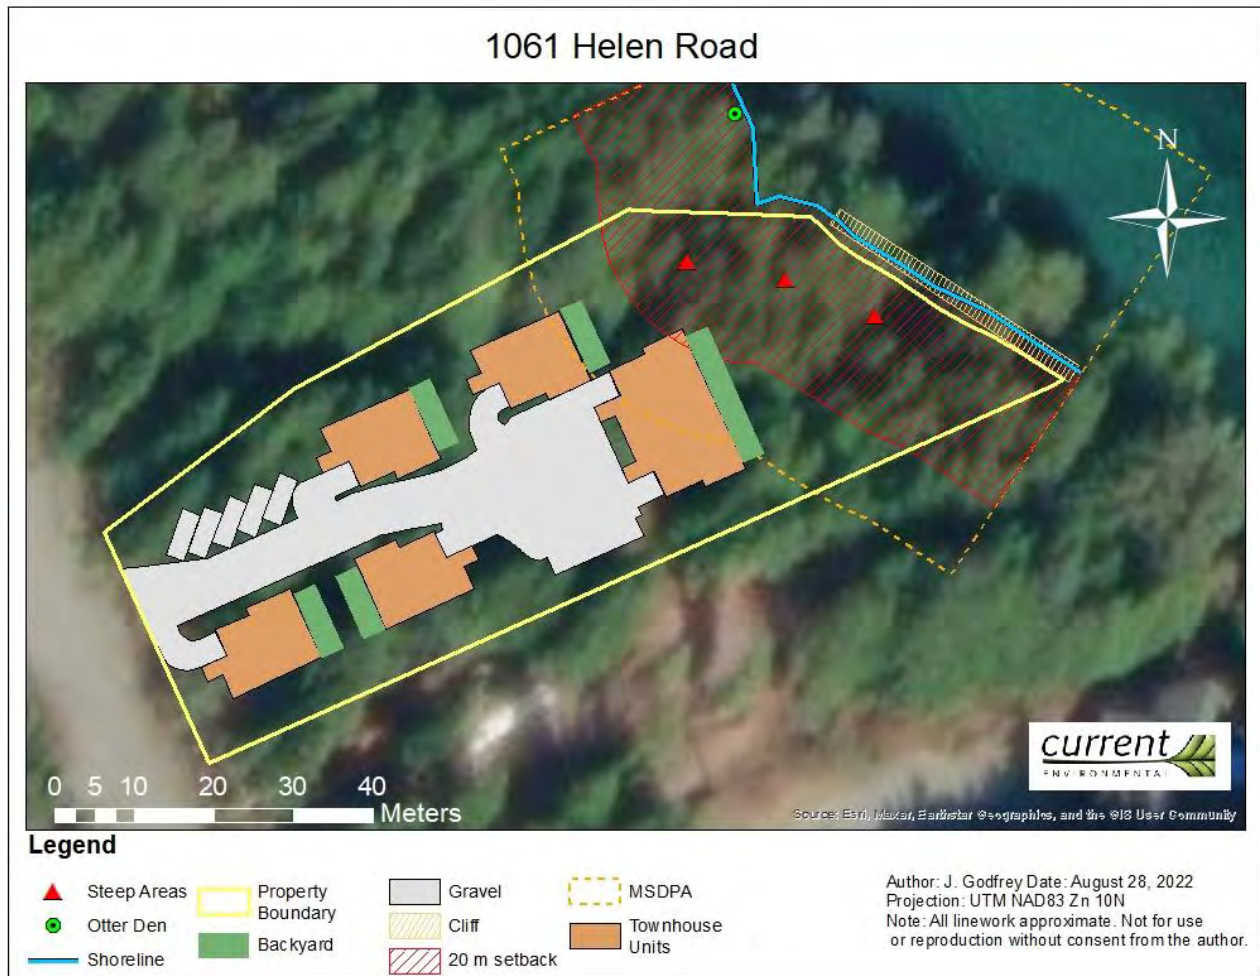 1061 Helen Road
N
0 5 10 20 30 40
Meters
current
ENVIRONMENTAL
Source: Esri, Maxar, Earthstar Geographics, and the GIS User Community
Legend
Steep Areas
Otter Den
Shoreline
Property
Boundary
Backyard
Gravel
Cliff
20 m setback
MSDPA
Townhouse
Units
Author: J. Godfrey Date: August 28, 2022
Projection: UTM NAD83 Zn 10N
Note: All linework approximate. Not for use
or reproduction without consent from the author.